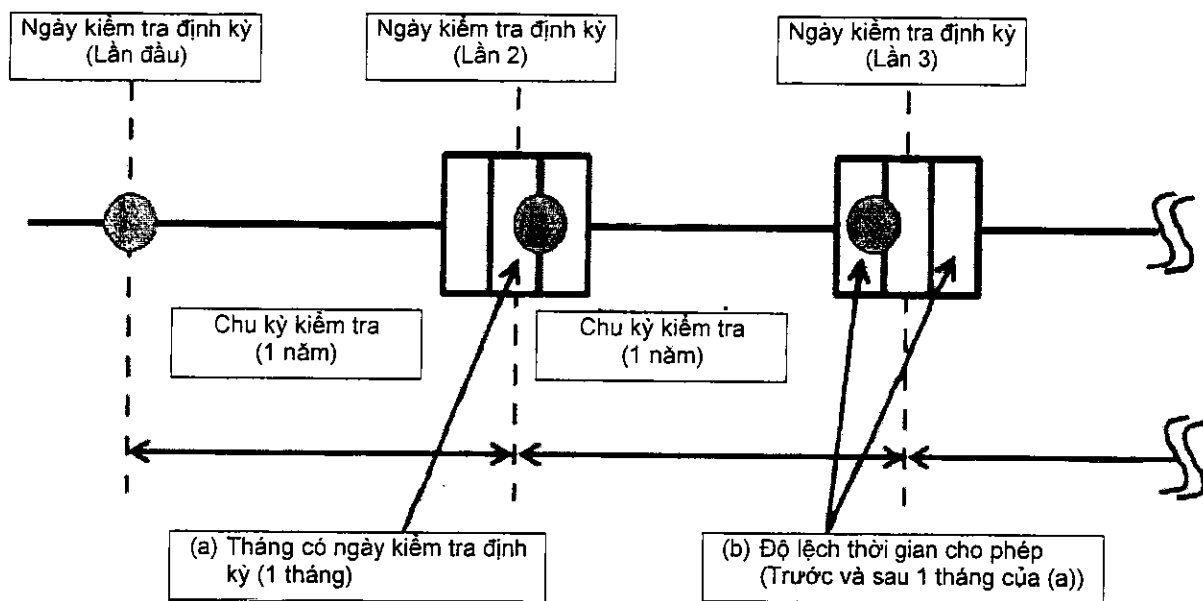 Ngày kiểm tra định kỳ
(Lần đầu)
Ngày kiểm tra định kỳ
(Lần 2)
Ngày kiểm tra định kỳ
(Lần 3)
Chu kỳ kiểm tra
(1 năm)
Chu kỳ kiểm tra
(1 năm)
(a) Tháng có ngày kiểm tra định
kỳ (1 tháng)
(b) Độ lệch thời gian cho phép
(Trước và sau 1 tháng của (a))